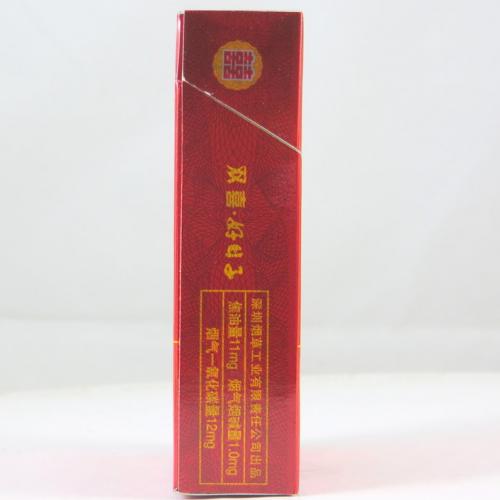 囍
双喜·好日子
深圳烟草工业有限责任公司出品
焦油量11mg 烟气烟碱量1.0mg
烟气一氧化碳量12mg